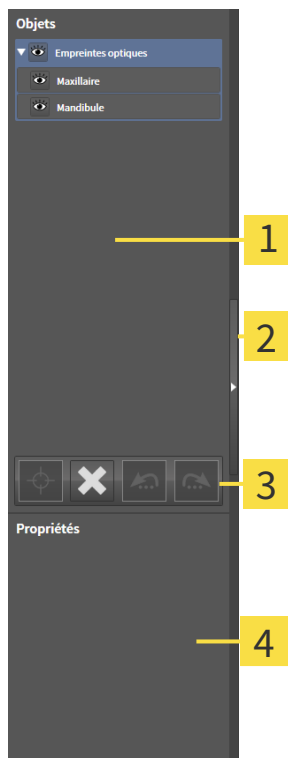 Objets
Empreintes optiques
Maxillaire
Mandibule
1
2
3
Propriétés
4